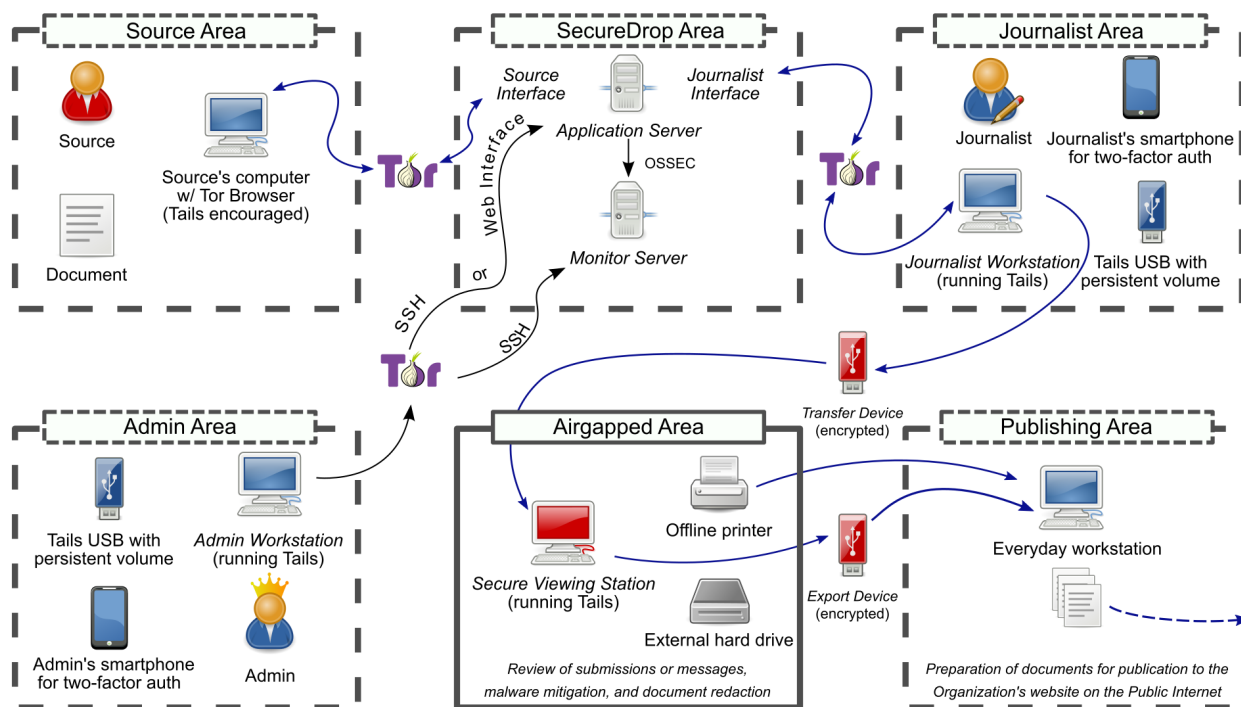 Source Area
Source
Source's computer
w/ Tor Browser
(Tails encouraged)
Document
Tor
SecureDrop Area
Source
Interface
Journalist
Interface
Application Server
OSSEC
Monitor Server
Web Interface
or
SSH
SSH
Tor
Tor
Journalist Area
Journalist
Journalist's smartphone
for two-factor auth
Journalist Workstation
(running Tails)
Tails USB with
persistent volume
Transfer Device
(encrypted)
Admin Area
Tails USB with
persistent volume
Admin Workstation
(running Tails)
Admin's smartphone
for two-factor auth
Admin
Airgapped Area
Offline printer
Secure Viewing Station
(running Tails)
External hard drive
Review of submissions or messages,
malware mitigation, and document redaction
Export Device
(encrypted)
Publishing Area
Everyday workstation
Preparation of documents for publication to the
Organization's website on the Public Internet